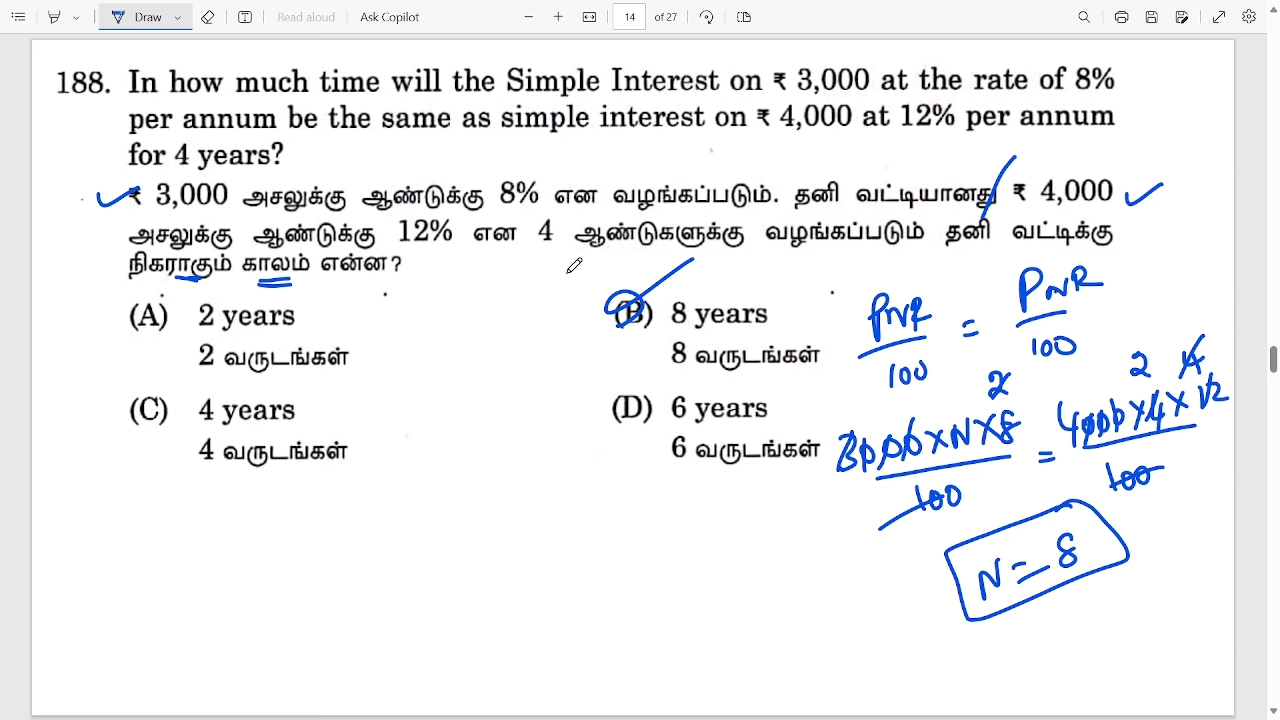 Draw
Read aloud
Ask Copilot
14
of 27
188. In how much time will the Simple Interest on ₹ 3,000 at the rate of 8%
per annum be the same as simple interest on ₹ 4,000 at 12% per annum
for 4 years?
₹ 3,000 அசலுக்கு ஆண்டுக்கு 8% என வழங்கப்படும். தனி வட்டியானது ₹ 4,000
அசலுக்கு ஆண்டுக்கு 12% என 4 ஆண்டுகளுக்கு வழங்கப்படும் தனி வட்டிக்கு
நிகராகும் காலம் என்ன?
(A) 2 years
2 வருடங்கள்
(B) 8 years
8 வருடங்கள்
(C) 4 years
4 வருடங்கள்
(D) 6 years
6 வருடங்கள்
PNR = PNR
100 100
2 2 4
3000 × N × 8 = 4000 × 4 × 12
100 100
N = 8